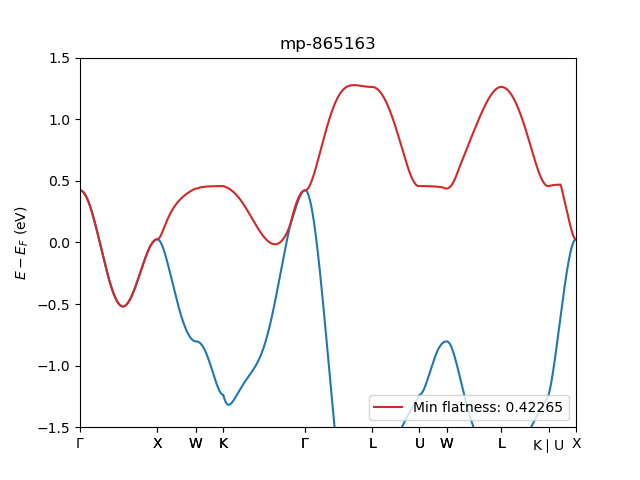 mp-865163
1.5
1.0
0.5
0.0
−0.5
−1.0
−1.5
E − E_F (eV)
Min flatness: 0.42265
Γ X W K Γ L U W L K | U X